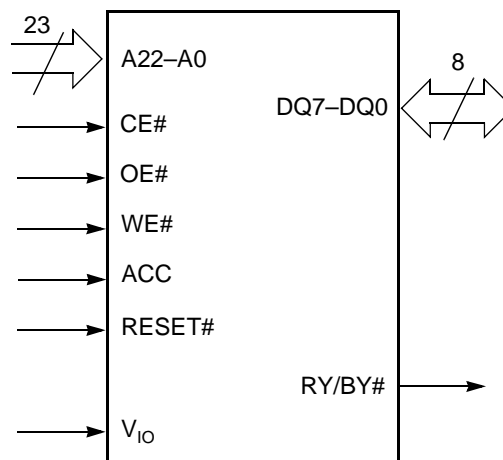 23
A22–A0
8
DQ7–DQ0
CE#
OE#
WE#
ACC
RESET#
RY/BY#
VIO